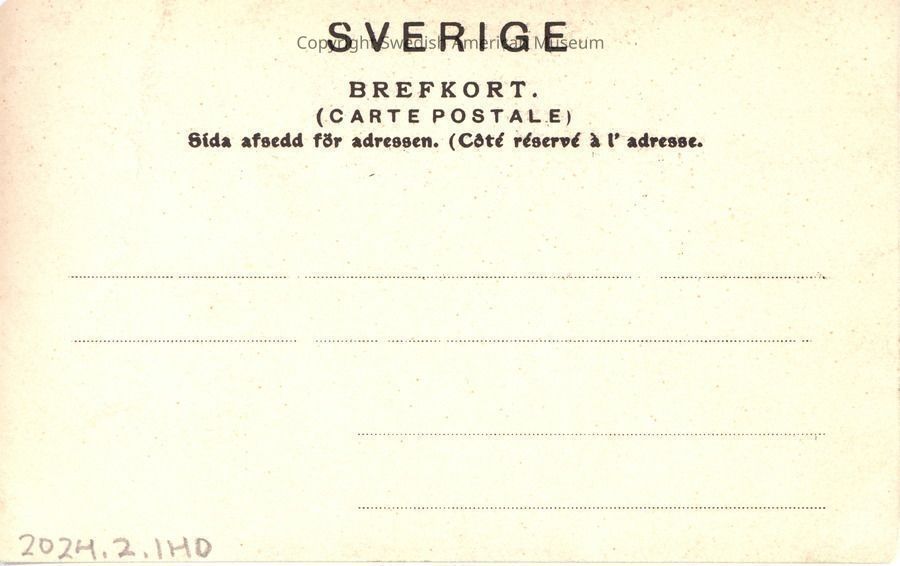 SVERIGE
Copyright Swedish American Museum
BREFKORT.
(CARTE POSTALE)
Sida afsedd för adressen. (Côté réservé à l' adresse.
2024.2.140